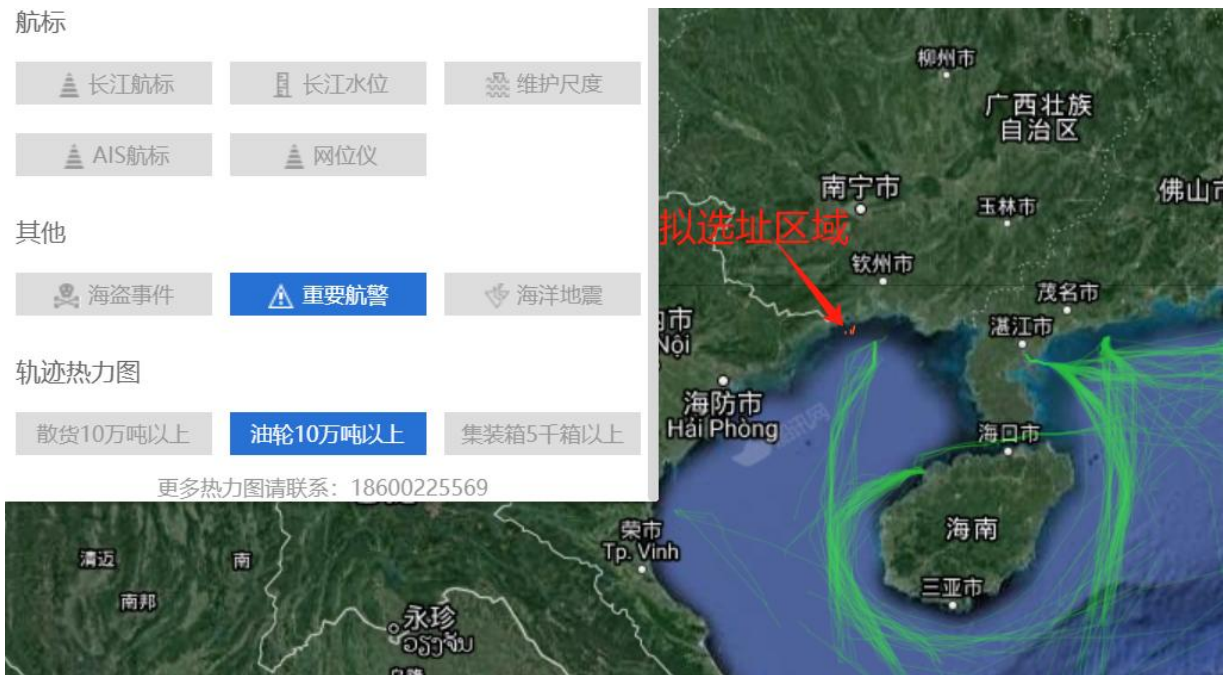 航标
长江航标
长江水位
维护尺度
AIS航标
网位仪
其他
海盗事件
重要航警
海洋地震
轨迹热力图
散货10万吨以上
油轮10万吨以上
集装箱5千箱以上
更多热力图请联系：18600225569
柳州市
广西壮族
自治区
南宁市
玉林市
佛山市
拟选址区域
钦州市
茂名市
湛江市
内市
Nội
海防市
Hải Phòng
海口市
海南
三亚市
荣市
Tp. Vinh
清迈
南
南邦
永珍
ວຽງຈັນ